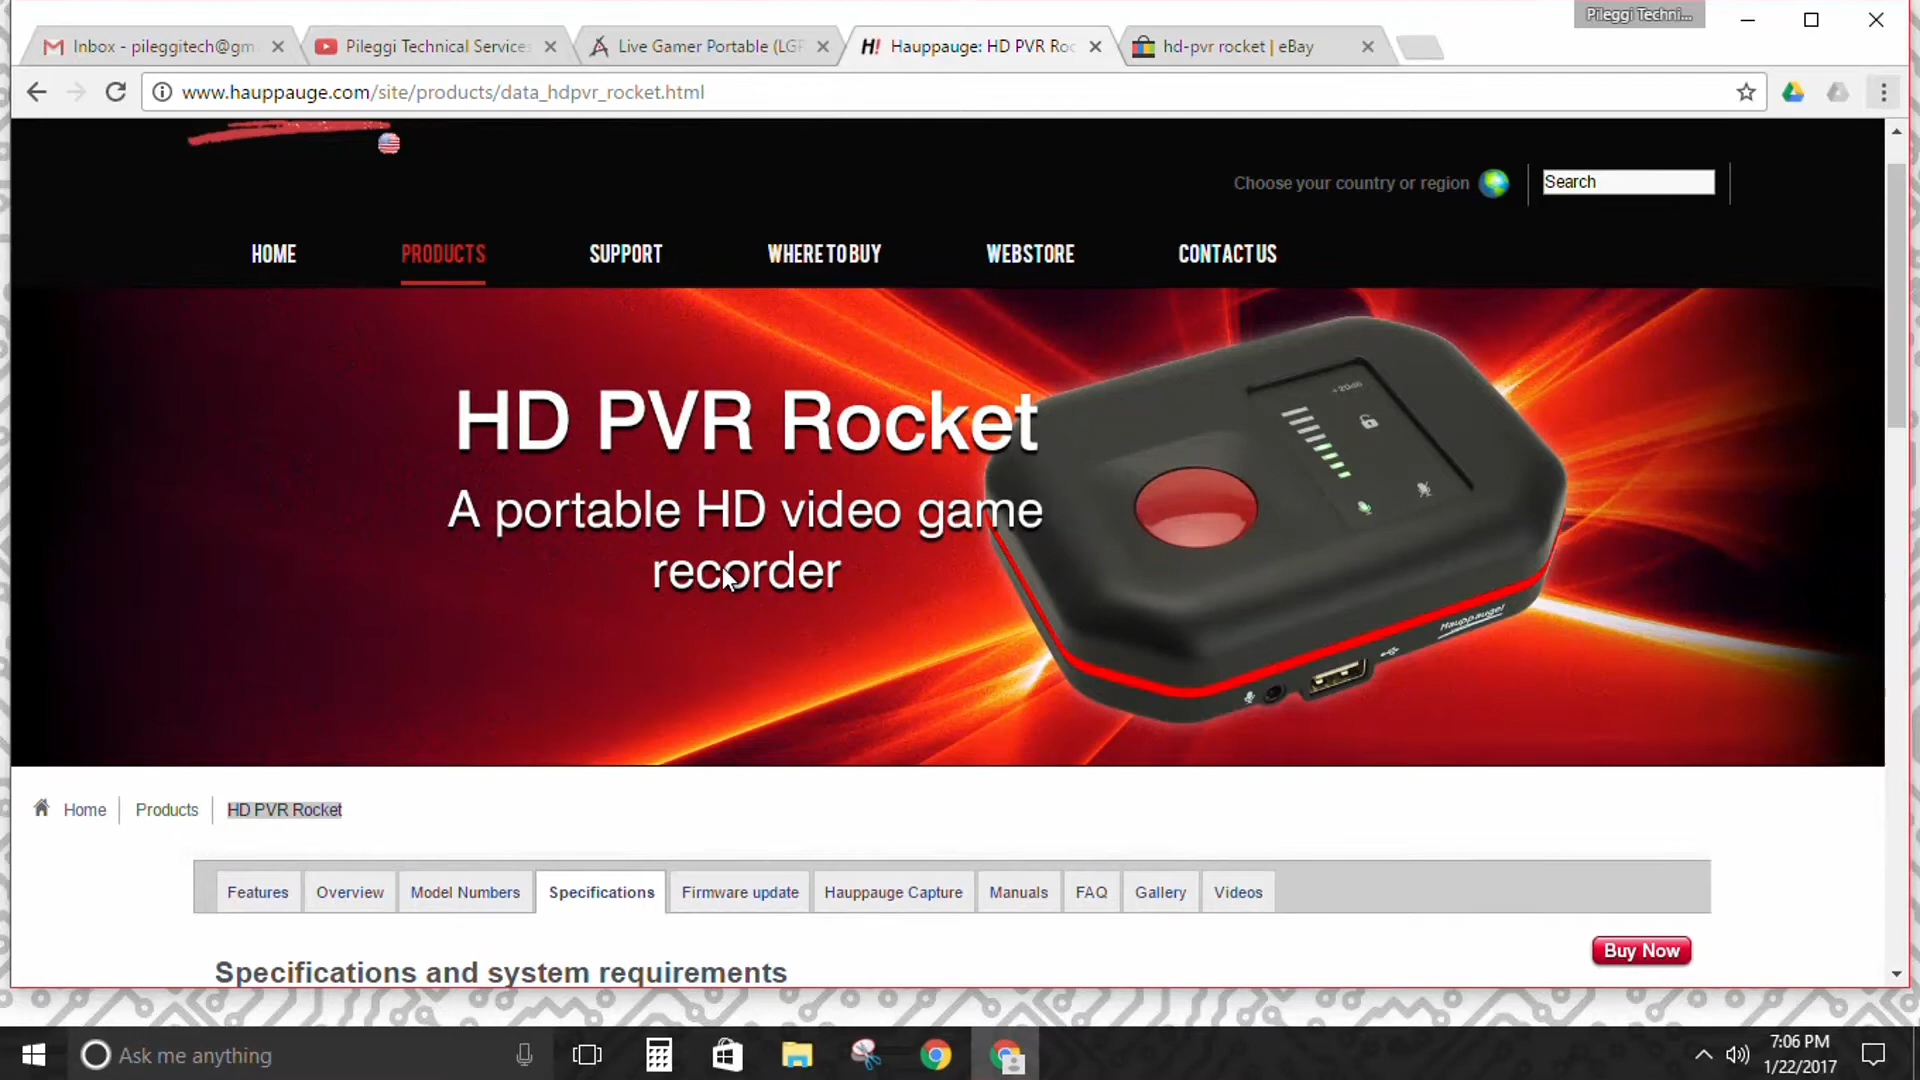 Pileggi Techni...
Inbox - pileggitech@gm
Pileggi Technical Services
Live Gamer Portable (LGP
H! Hauppauge: HD PVR Roc
hd-pvr rocket | eBay
www.hauppauge.com/site/products/data_hdpvr_rocket.html
Choose your country or region
Search
HOME PRODUCTS SUPPORT WHERE TO BUY WEBSTORE CONTACT US
HD PVR Rocket
A portable HD video game
recorder
+20db
Hauppauge!
Home Products HD PVR Rocket
Features Overview Model Numbers Specifications Firmware update Hauppauge Capture Manuals FAQ Gallery Videos
Buy Now
Specifications and system requirements
Ask me anything
7:06 PM
1/22/2017